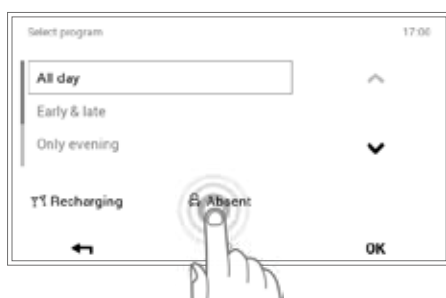 Select program 17:00
All day
Early & late
Only evening
Recharging Absent
OK